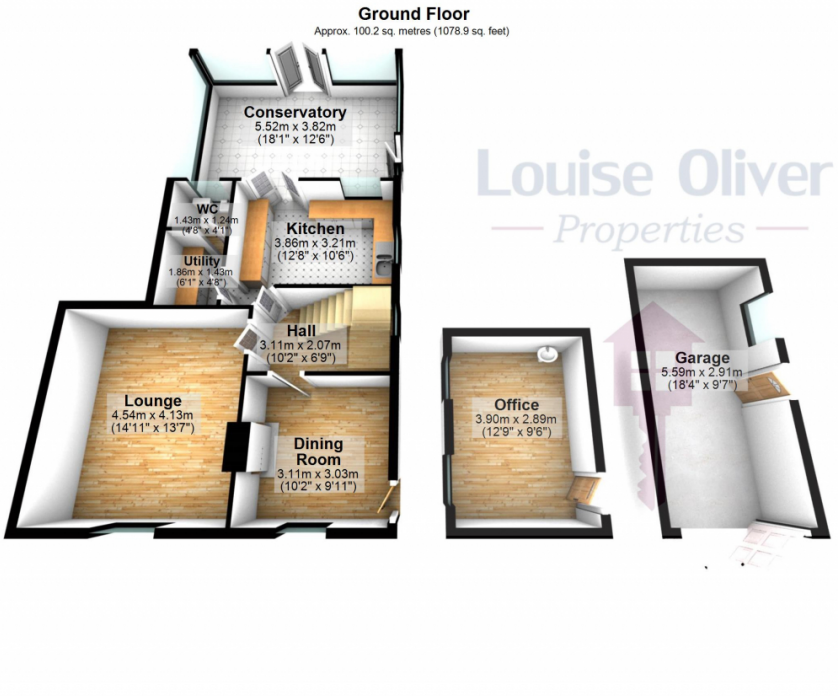 Ground Floor
Approx. 100.2 sq. metres (1078.9 sq. feet)
Conservatory
5.52m x 3.82m
(18'1" x 12'6")
Louise Oliver
Properties
WC
1.43m x 1.24m
(4'8" x 4'1")
Kitchen
3.86m x 3.21m
(12'8" x 10'6")
Utility
1.86m x 1.43m
(6'1" x 4'8")
Hall
3.11m x 2.07m
(10'2" x 6'9")
Lounge
4.54m x 4.13m
(14'11" x 13'7")
Dining
Room
3.11m x 3.03m
(10'2" x 9'11")
Office
3.90m x 2.89m
(12'9" x 9'6")
Garage
5.59m x 2.91m
(18'4" x 9'7")